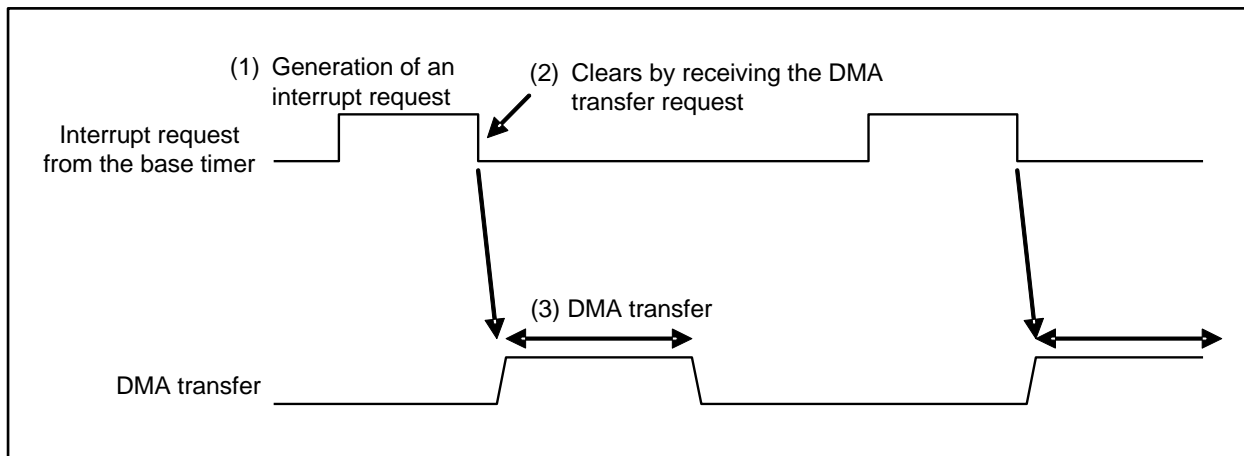 (1) Generation of an
interrupt request
(2) Clears by receiving the DMA
transfer request
Interrupt request
from the base timer
(3) DMA transfer
DMA transfer